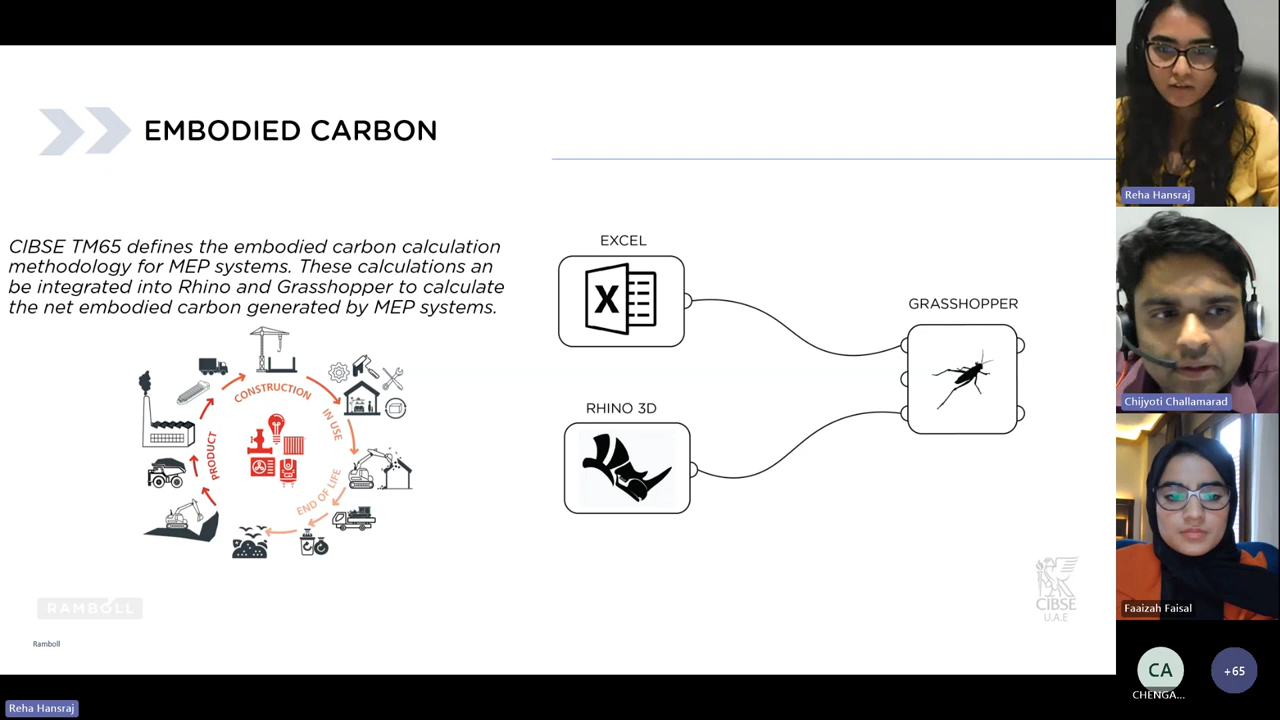 EMBODIED CARBON
CIBSE TM65 defines the embodied carbon calculation
methodology for MEP systems. These calculations an
be integrated into Rhino and Grasshopper to calculate
the net embodied carbon generated by MEP systems.
CONSTRUCTION
IN USE
END OF LIFE
PRODUCT
EXCEL
X
RHINO 3D
GRASSHOPPER
RAMBOLL
Ramboll
CIBSE
U.A.E
Reha Hansraj
Chijyoti Challamarad
Faaizah Faisal
CA
CHENGA...
+65
Reha Hansraj